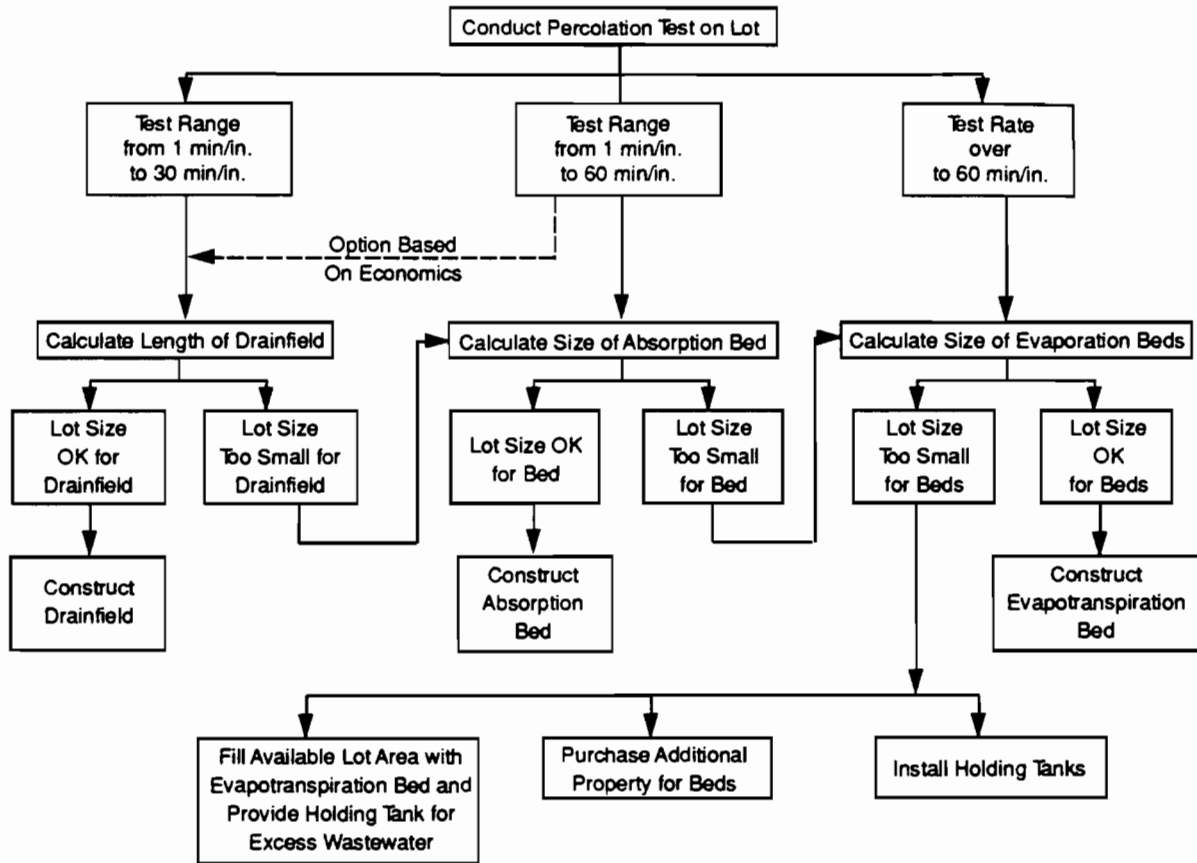 Conduct Percolation Test on Lot
Test Range
from 1 min/in.
to 30 min/in.
Test Range
from 1 min/in.
to 60 min/in.
Test Rate
over
to 60 min/in.
Option Based
On Economics
Calculate Length of Drainfield
Calculate Size of Absorption Bed
Calculate Size of Evaporation Beds
Lot Size
OK for
Drainfield
Lot Size
Too Small for
Drainfield
Lot Size OK
for Bed
Lot Size
Too Small
for Bed
Lot Size
Too Small
for Beds
Lot Size
OK
for Beds
Construct
Drainfield
Construct
Absorption
Bed
Construct
Evapotranspiration
Bed
Fill Available Lot Area with
Evapotranspiration Bed and
Provide Holding Tank for
Excess Wastewater
Purchase Additional
Property for Beds
Install Holding Tanks